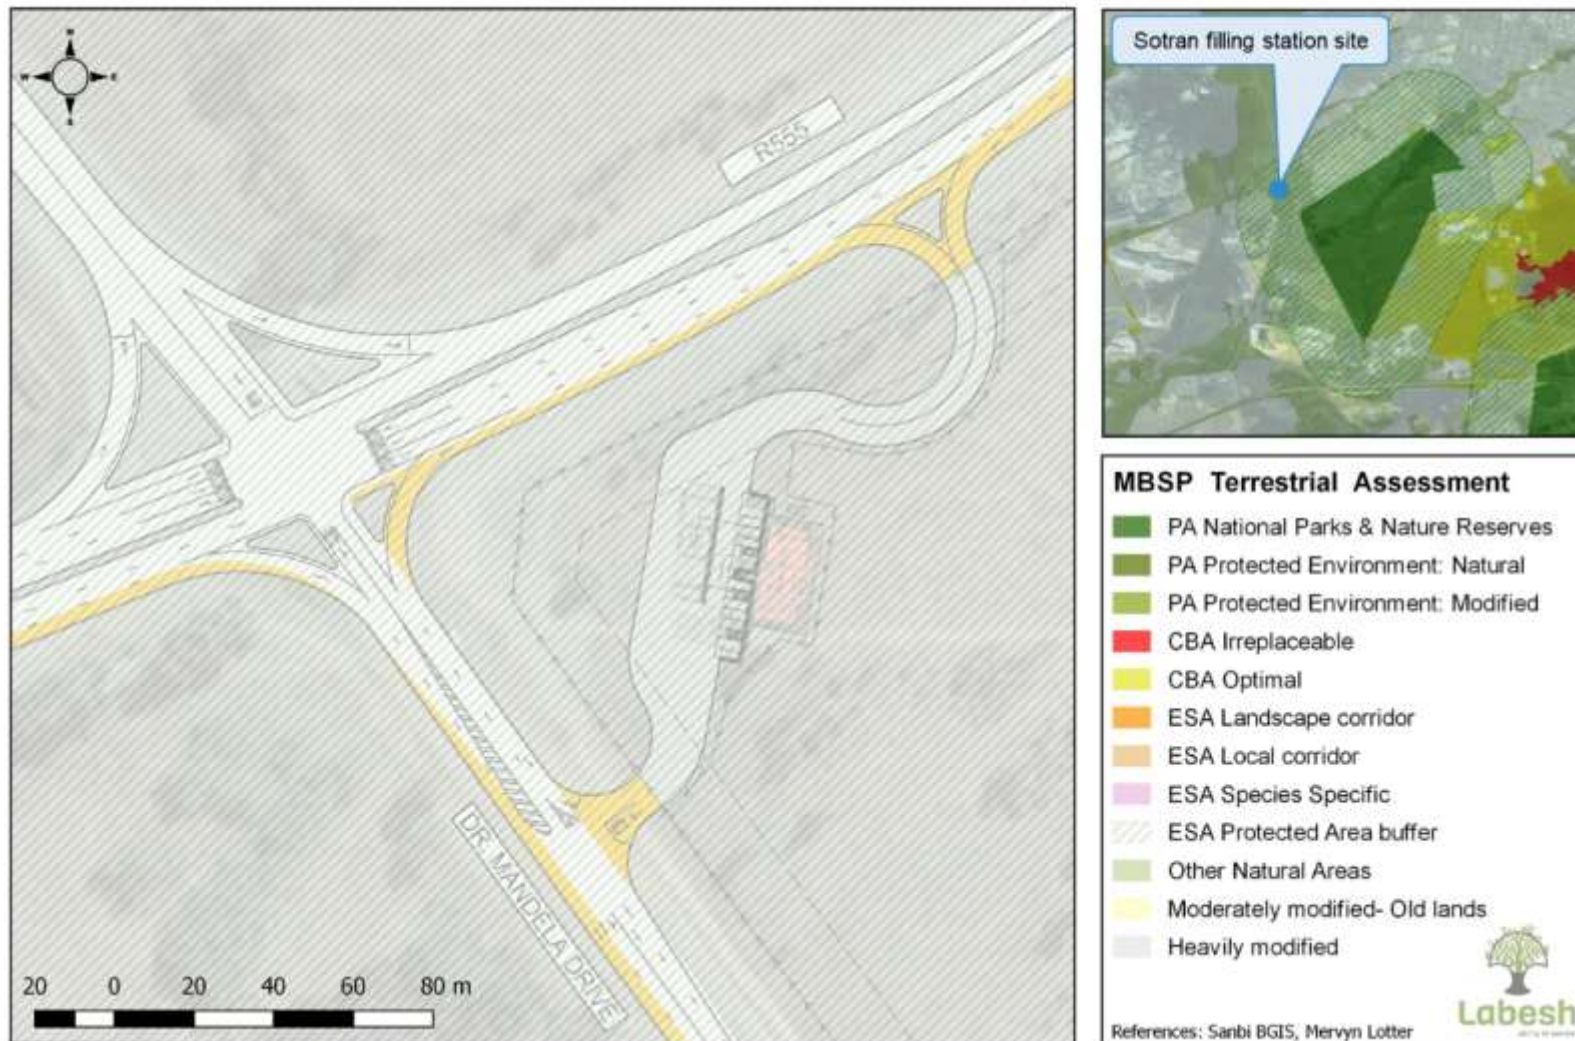 N
W E
S
R555
DR. MANDELA DRIVE
20 0 20 40 60 80 m
Sotran filling station site
MBSP Terrestrial Assessment
PA National Parks & Nature Reserves
PA Protected Environment: Natural
PA Protected Environment: Modified
CBA Irreplaceable
CBA Optimal
ESA Landscape corridor
ESA Local corridor
ESA Species Specific
ESA Protected Area buffer
Other Natural Areas
Moderately modified- Old lands
Heavily modified
Labesh
References: Sanbi BGIS, Mervyn Lotter